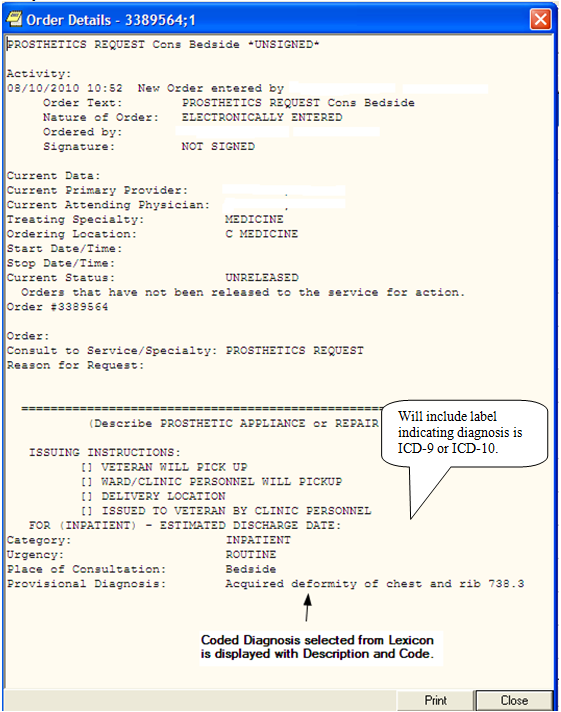 Order Details - 3389564;1
PROSTHETICS REQUEST Cons Bedside *UNSIGNED*
Activity:
08/10/2010 10:52 New Order entered by
Order Text: PROSTHETICS REQUEST Cons Bedside
Nature of Order: ELECTRONICALLY ENTERED
Ordered by:
Signature: NOT SIGNED
Current Data:
Current Primary Provider:
Current Attending Physician:
Treating Specialty: MEDICINE
Ordering Location: C MEDICINE
Start Date/Time:
Stop Date/Time:
Current Status: UNRELEASED
Orders that have not been released to the service for action.
Order #3389564
Order:
Consult to Service/Specialty: PROSTHETICS REQUEST
Reason for Request:
==================================================
(Describe PROSTHETIC APPLIANCE or REPAIR
Will include label
indicating diagnosis is
ICD-9 or ICD-10.
ISSUING INSTRUCTIONS:
[] VETERAN WILL PICK UP
[] WARD/CLINIC PERSONNEL WILL PICKUP
[] DELIVERY LOCATION
[] ISSUED TO VETERAN BY CLINIC PERSONNEL
FOR (INPATIENT) - ESTIMATED DISCHARGE DATE:
Category: INPATIENT
Urgency: ROUTINE
Place of Consultation: Bedside
Provisional Diagnosis: Acquired deformity of chest and rib 738.3
Coded Diagnosis selected from Lexicon
is displayed with Description and Code.
Print Close